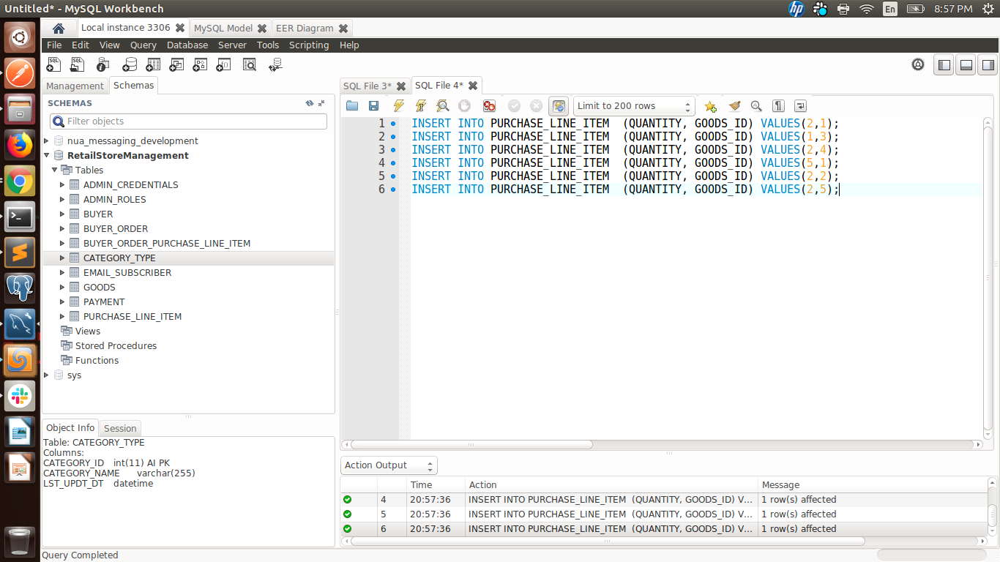 Untitled* - MySQL Workbench
En
8:57 PM
Local instance 3306
MySQL Model
EER Diagram
File Edit View Query Database Server Tools Scripting Help
Management
Schemas
SCHEMAS
Filter objects
nua_messaging_development
RetailStoreManagement
Tables
ADMIN_CREDENTIALS
ADMIN_ROLES
BUYER
BUYER_ORDER
BUYER_ORDER_PURCHASE_LINE_ITEM
CATEGORY_TYPE
EMAIL_SUBSCRIBER
GOODS
PAYMENT
PURCHASE_LINE_ITEM
Views
Stored Procedures
Functions
sys
Object Info
Session
Table: CATEGORY_TYPE
Columns:
CATEGORY_ID int(11) AI PK
CATEGORY_NAME varchar(255)
LST_UPDT_DT datetime
SQL File 3*
SQL File 4*
Limit to 200 rows
1 INSERT INTO PURCHASE_LINE_ITEM  (QUANTITY, GOODS_ID) VALUES(2,1);
2 INSERT INTO PURCHASE_LINE_ITEM  (QUANTITY, GOODS_ID) VALUES(1,3);
3 INSERT INTO PURCHASE_LINE_ITEM  (QUANTITY, GOODS_ID) VALUES(2,4);
4 INSERT INTO PURCHASE_LINE_ITEM  (QUANTITY, GOODS_ID) VALUES(5,1);
5 INSERT INTO PURCHASE_LINE_ITEM  (QUANTITY, GOODS_ID) VALUES(2,2);
6 INSERT INTO PURCHASE_LINE_ITEM  (QUANTITY, GOODS_ID) VALUES(2,5);
Action Output
Time Action Message
4 20:57:36 INSERT INTO PURCHASE_LINE_ITEM  (QUANTITY, GOODS_ID) V... 1 row(s) affected
5 20:57:36 INSERT INTO PURCHASE_LINE_ITEM  (QUANTITY, GOODS_ID) V... 1 row(s) affected
6 20:57:36 INSERT INTO PURCHASE_LINE_ITEM  (QUANTITY, GOODS_ID) V... 1 row(s) affected
Query Completed